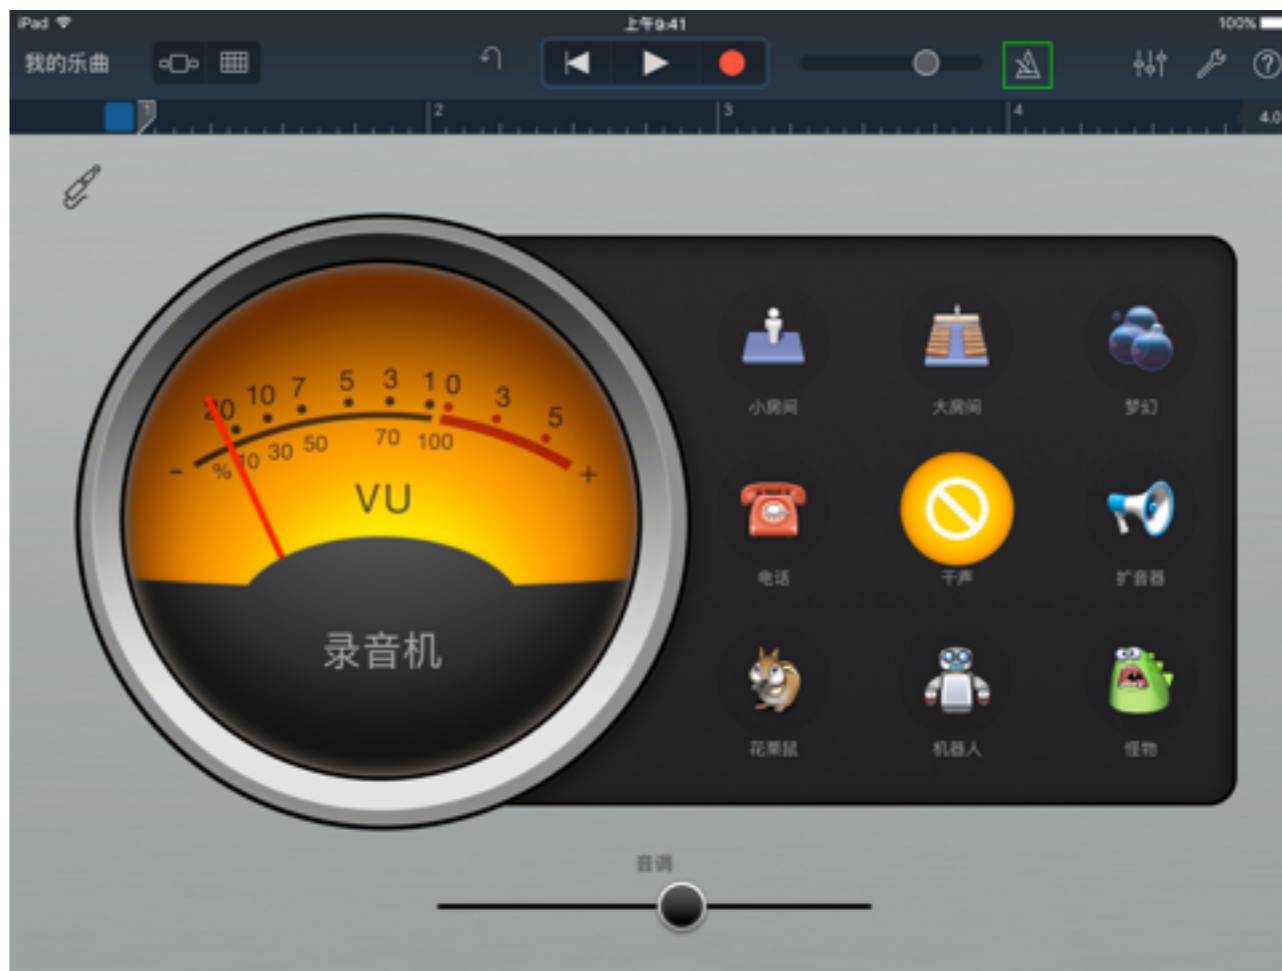 iPad 上午9:41 100%
我的乐曲
1 2 3 4 4.0
20 10 7 5 3 1 0 3 5
- % 10 30 50 70 100 +
VU
录音机
小房间 大房间 梦幻
电话 干声 扩音器
花栗鼠 机器人 怪物
音调